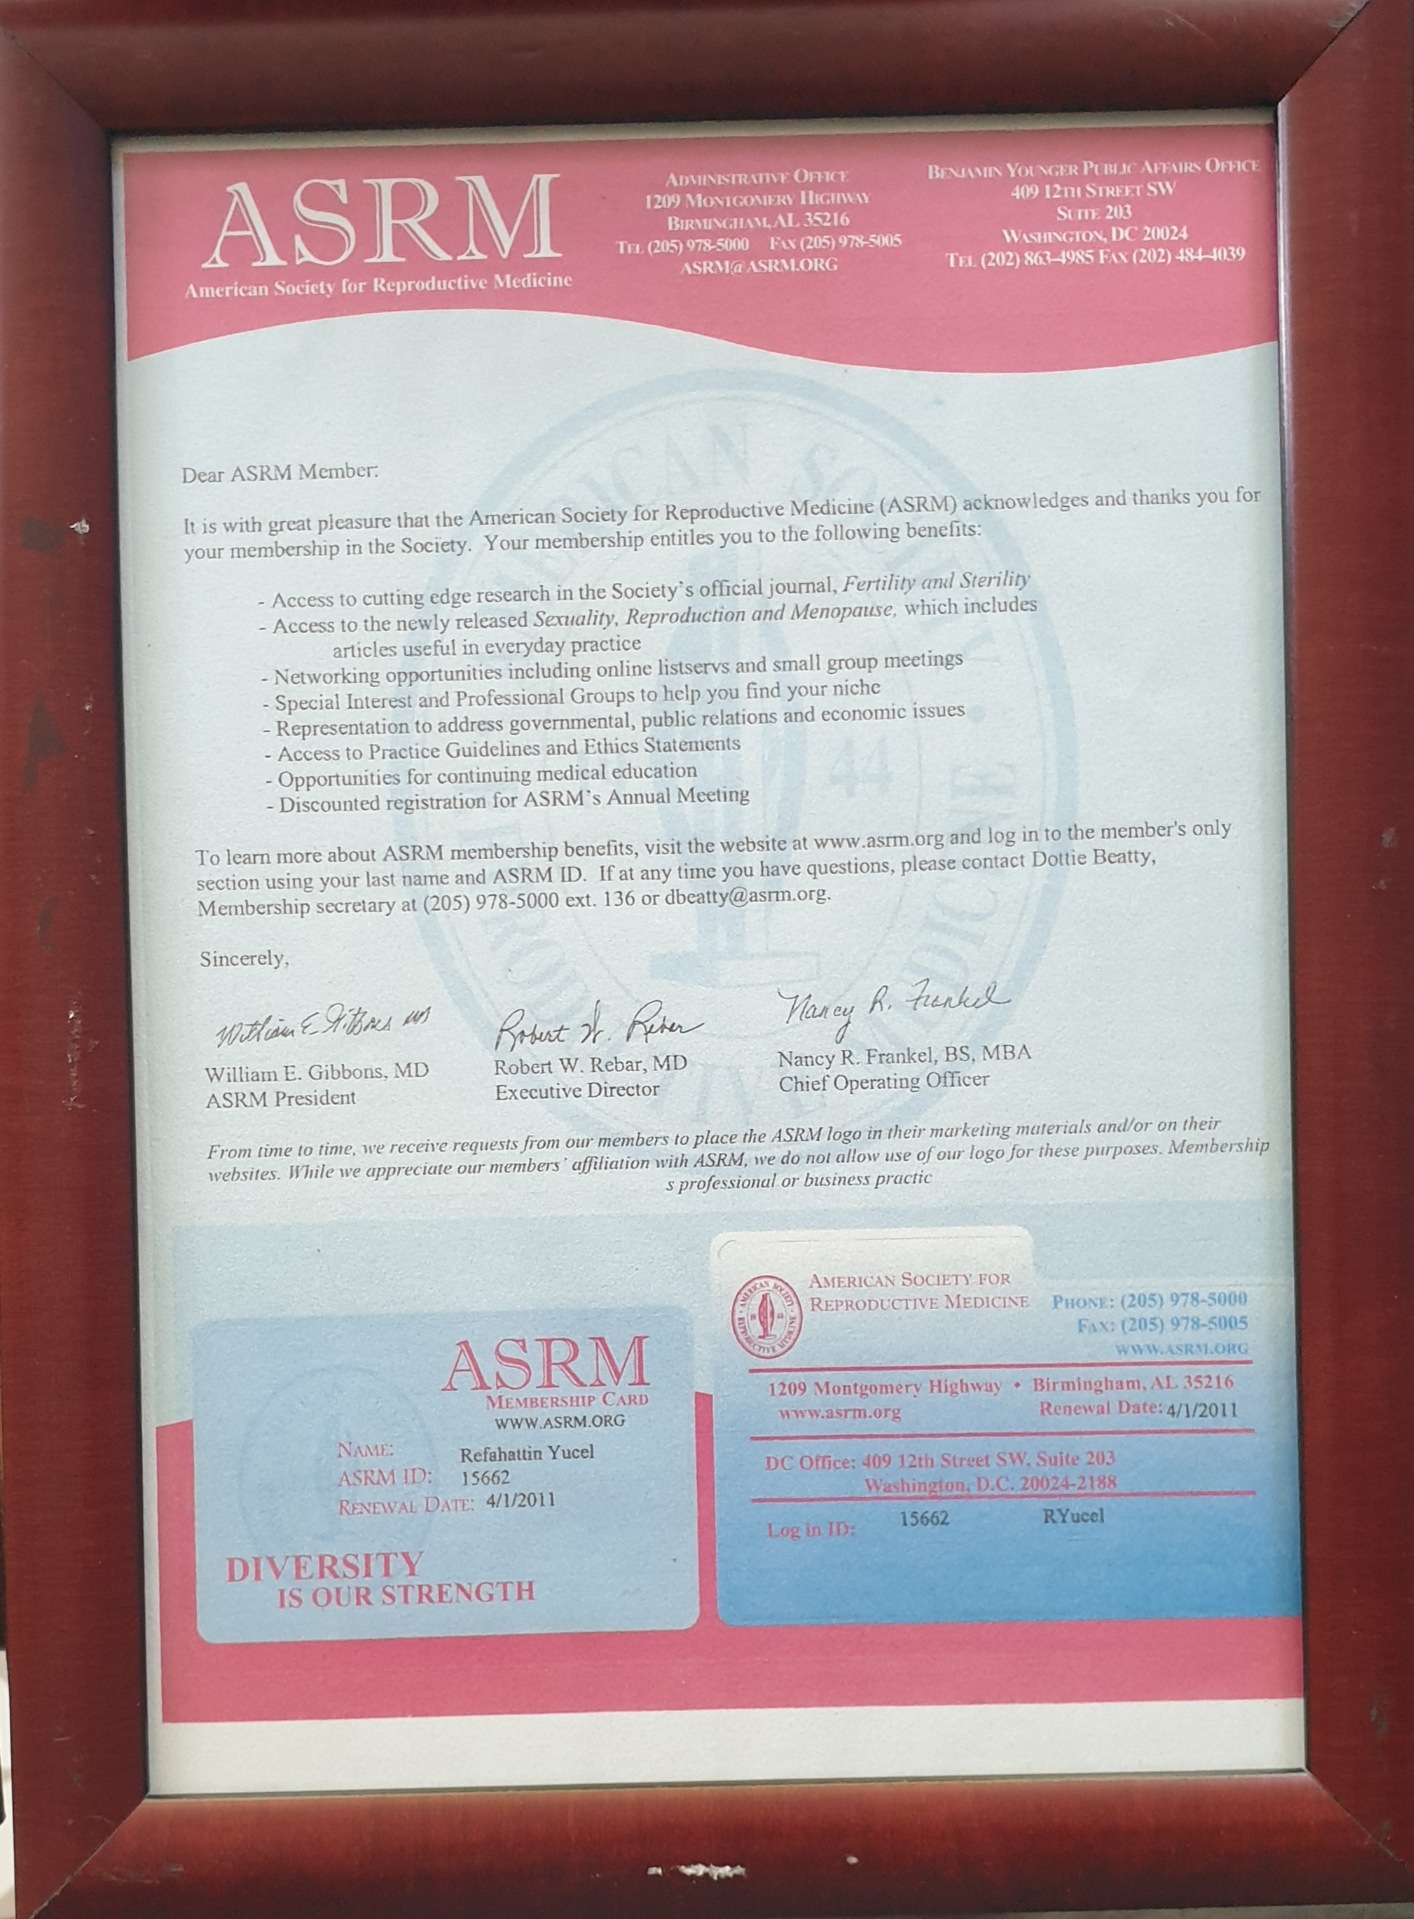 ASRM
American Society for Reproductive Medicine
ADMINISTRATIVE OFFICE
1209 MONTGOMERY HIGHWAY
BIRMINGHAM, AL 35216
TEL (205) 978-5000 FAX (205) 978-5005
ASRM@ASRM.ORG
BENJAMIN YOUNGER PUBLIC AFFAIRS OFFICE
409 12TH STREET SW
SUITE 203
WASHINGTON, DC 20024
TEL (202) 863-4985 FAX (202) 484-4039
Dear ASRM Member:
It is with great pleasure that the American Society for Reproductive Medicine (ASRM) acknowledges and thanks you for
your membership in the Society. Your membership entitles you to the following benefits:
- Access to cutting edge research in the Society's official journal, Fertility and Sterility
- Access to the newly released Sexuality, Reproduction and Menopause, which includes
articles useful in everyday practice
- Networking opportunities including online listservs and small group meetings
- Special Interest and Professional Groups to help you find your niche
- Representation to address governmental, public relations and economic issues
- Access to Practice Guidelines and Ethics Statements
- Opportunities for continuing medical education
- Discounted registration for ASRM's Annual Meeting
To learn more about ASRM membership benefits, visit the website at www.asrm.org and log in to the member's only
section using your last name and ASRM ID. If at any time you have questions, please contact Dottie Beatty,
Membership secretary at (205) 978-5000 ext. 136 or dbeatty@asrm.org.
Sincerely,
William E. Gibbons MD
Robert W. Rebar
Nancy R. Frankel
William E. Gibbons, MD
ASRM President
Robert W. Rebar, MD
Executive Director
Nancy R. Frankel, BS, MBA
Chief Operating Officer
From time to time, we receive requests from our members to place the ASRM logo in their marketing materials and/or on their
websites. While we appreciate our members' affiliation with ASRM, we do not allow use of our logo for these purposes. Membership
s professional or business practic
ASRM
MEMBERSHIP CARD
WWW.ASRM.ORG
NAME: Refahattin Yucel
ASRM ID: 15662
RENEWAL DATE: 4/1/2011
DIVERSITY
IS OUR STRENGTH
AMERICAN SOCIETY FOR
REPRODUCTIVE MEDICINE
PHONE: (205) 978-5000
FAX: (205) 978-5005
WWW.ASRM.ORG
1209 Montgomery Highway • Birmingham, AL 35216
www.asrm.org Renewal Date: 4/1/2011
DC Office: 409 12th Street SW, Suite 203
Washington, D.C. 20024-2188
Log in ID: 15662 RYucel